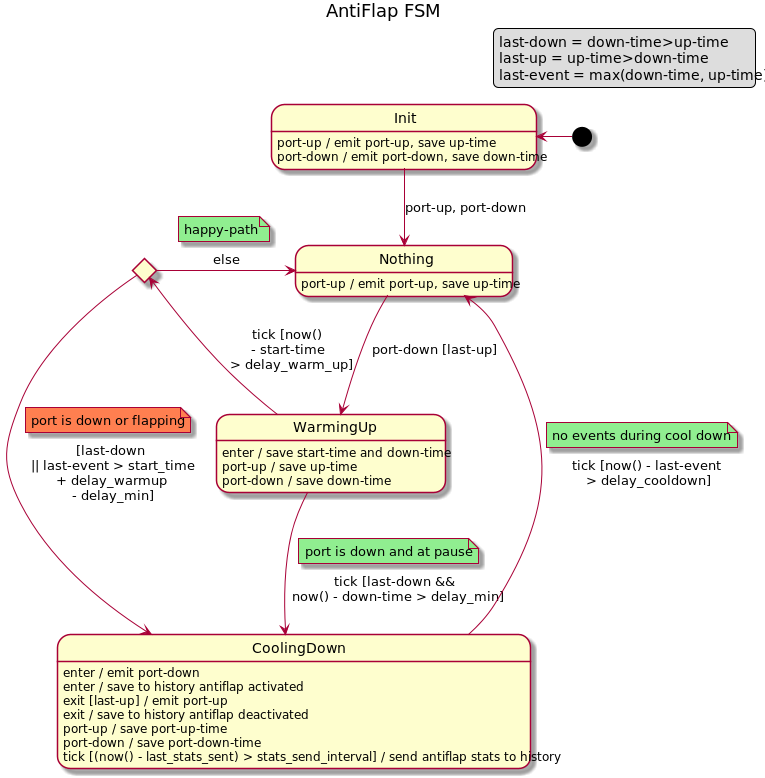 AntiFlap FSM
last-down = down-time>up-time
last-up = up-time>down-time
last-event = max(down-time, up-time)
Init
port-up / emit port-up, save up-time
port-down / emit port-down, save down-time
port-up, port-down
happy-path
else
Nothing
port-up / emit port-up, save up-time
tick [now()
- start-time
> delay_warm_up]
port-down [last-up]
port is down or flapping
[last-down
|| last-event > start_time
+ delay_warmup
- delay_min]
WarmingUp
enter / save start-time and down-time
port-up / save up-time
port-down / save down-time
no events during cool down
tick [now() - last-event
> delay_cooldown]
port is down and at pause
tick [last-down &&
now() - down-time > delay_min]
CoolingDown
enter / emit port-down
enter / save to history antiflap activated
exit [last-up] / emit port-up
exit / save to history antiflap deactivated
port-up / save port-up-time
port-down / save port-down-time
tick [(now() - last_stats_sent) > stats_send_interval] / send antiflap stats to history